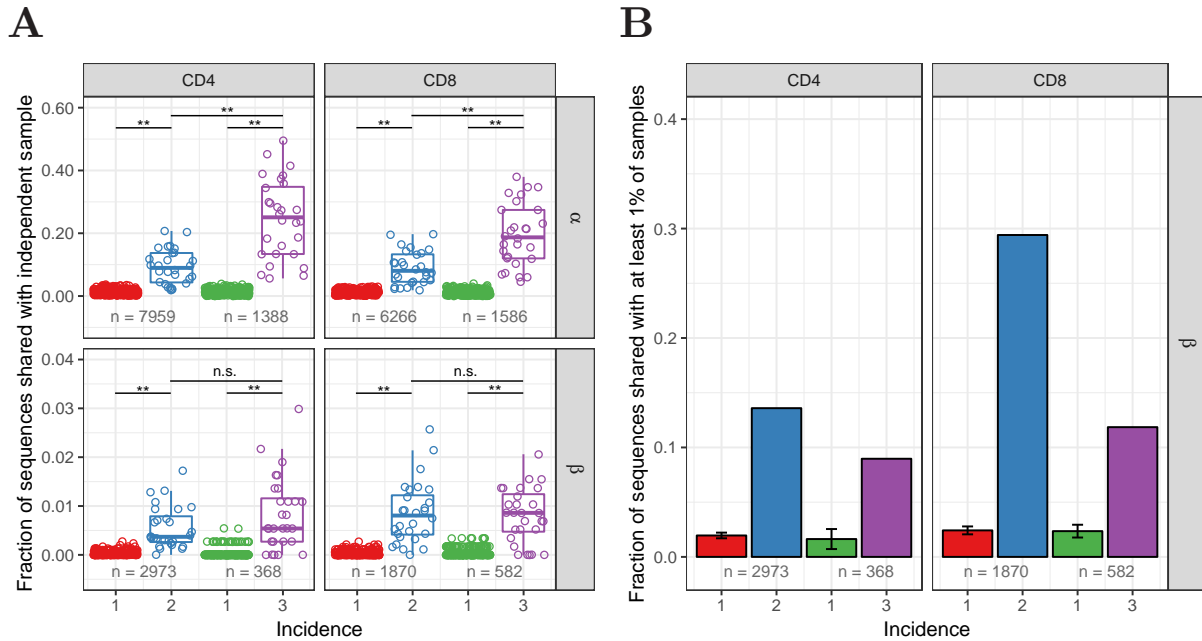 A
B
CD4
CD8
CD4
CD8
Fraction of sequences shared with independent sample
0.60
0.40
0.20
0.00
**
**
**
**
**
**
n = 7959
n = 1388
n = 6266
n = 1586
α
0.04
0.03
0.02
0.01
0.00
n.s.
**
**
n.s.
**
**
n = 2973
n = 368
n = 1870
n = 582
β
1
2
1
3
1
2
1
3
Incidence
Fraction of sequences shared with at least 1% of samples
0.4
0.3
0.2
0.1
0.0
n = 2973
n = 368
n = 1870
n = 582
β
1
2
1
3
1
2
1
3
Incidence